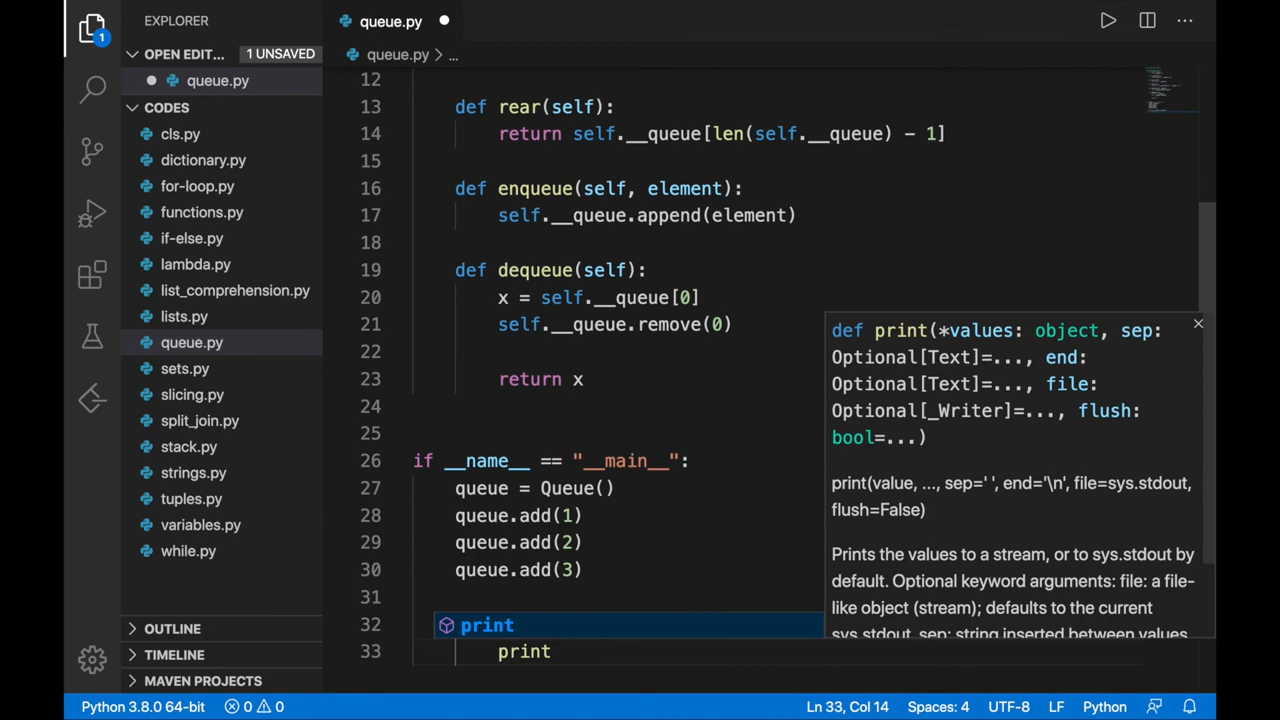 EXPLORER
queue.py
OPEN EDIT... 1 UNSAVED
queue.py > ...
queue.py
CODES
cls.py
dictionary.py
for-loop.py
functions.py
if-else.py
lambda.py
list_comprehension.py
lists.py
queue.py
sets.py
slicing.py
split_join.py
stack.py
strings.py
tuples.py
variables.py
while.py
OUTLINE
TIMELINE
MAVEN PROJECTS
1
12
13 def rear(self):
14 return self.__queue[len(self.__queue) - 1]
15
16 def enqueue(self, element):
17 self.__queue.append(element)
18
19 def dequeue(self):
20 x = self.__queue[0]
21 self.__queue.remove(0)
22
23 return x
24
25
26 if __name__ == "__main__":
27 queue = Queue()
28 queue.add(1)
29 queue.add(2)
30 queue.add(3)
31
32 print
33 print
def print(*values: object, sep:
Optional[Text]=..., end:
Optional[Text]=..., file:
Optional[_Writer]=..., flush:
bool=...)
print(value, ..., sep=' ', end='\n', file=sys.stdout,
flush=False)
Prints the values to a stream, or to sys.stdout by
default. Optional keyword arguments: file: a file-
like object (stream); defaults to the current
sys.stdout. sep: string inserted between values
Python 3.8.0 64-bit 0 0 Ln 33, Col 14 Spaces: 4 UTF-8 LF Python